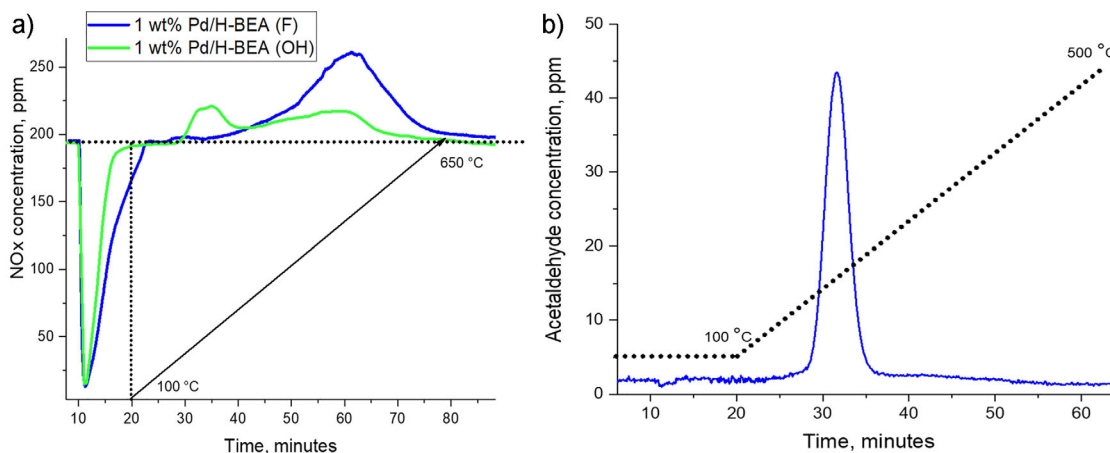 a)
1 wt% Pd/H-BEA (F)
1 wt% Pd/H-BEA (OH)
NOx concentration, ppm
250
200
150
100
50
650 °C
100 °C
10 20 30 40 50 60 70 80
Time, minutes
b)
Acetaldehyde concentration, ppm
50
40
30
20
10
0
500 °C
100 °C
10 20 30 40 50 60
Time, minutes